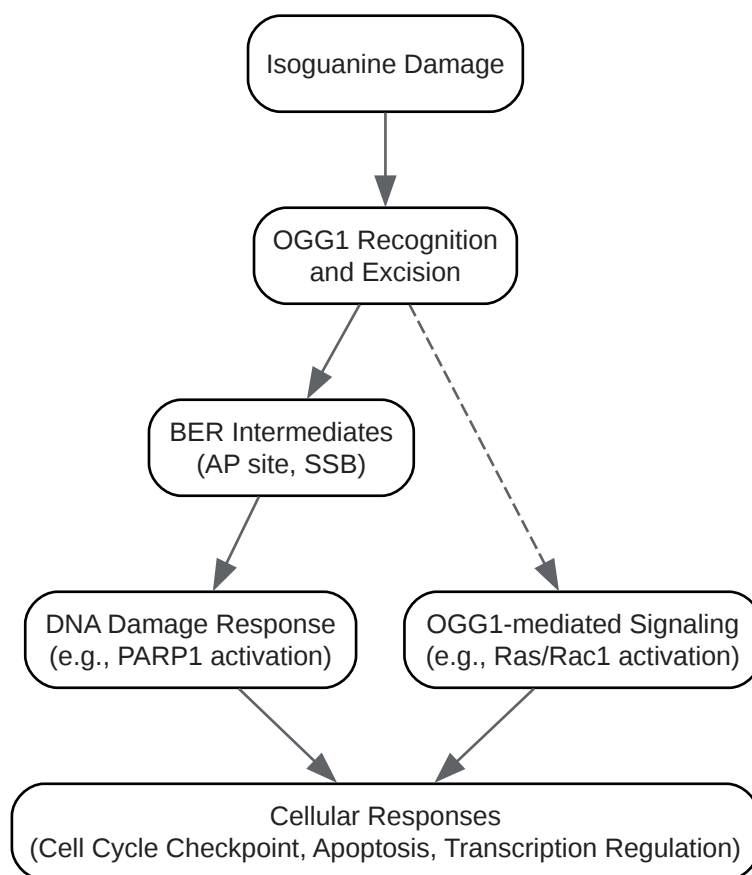 Isoguanine Damage
OGG1 Recognition
and Excision
BER Intermediates
(AP site, SSB)
DNA Damage Response
(e.g., PARP1 activation)
OGG1-mediated Signaling
(e.g., Ras/Rac1 activation)
Cellular Responses
(Cell Cycle Checkpoint, Apoptosis, Transcription Regulation)